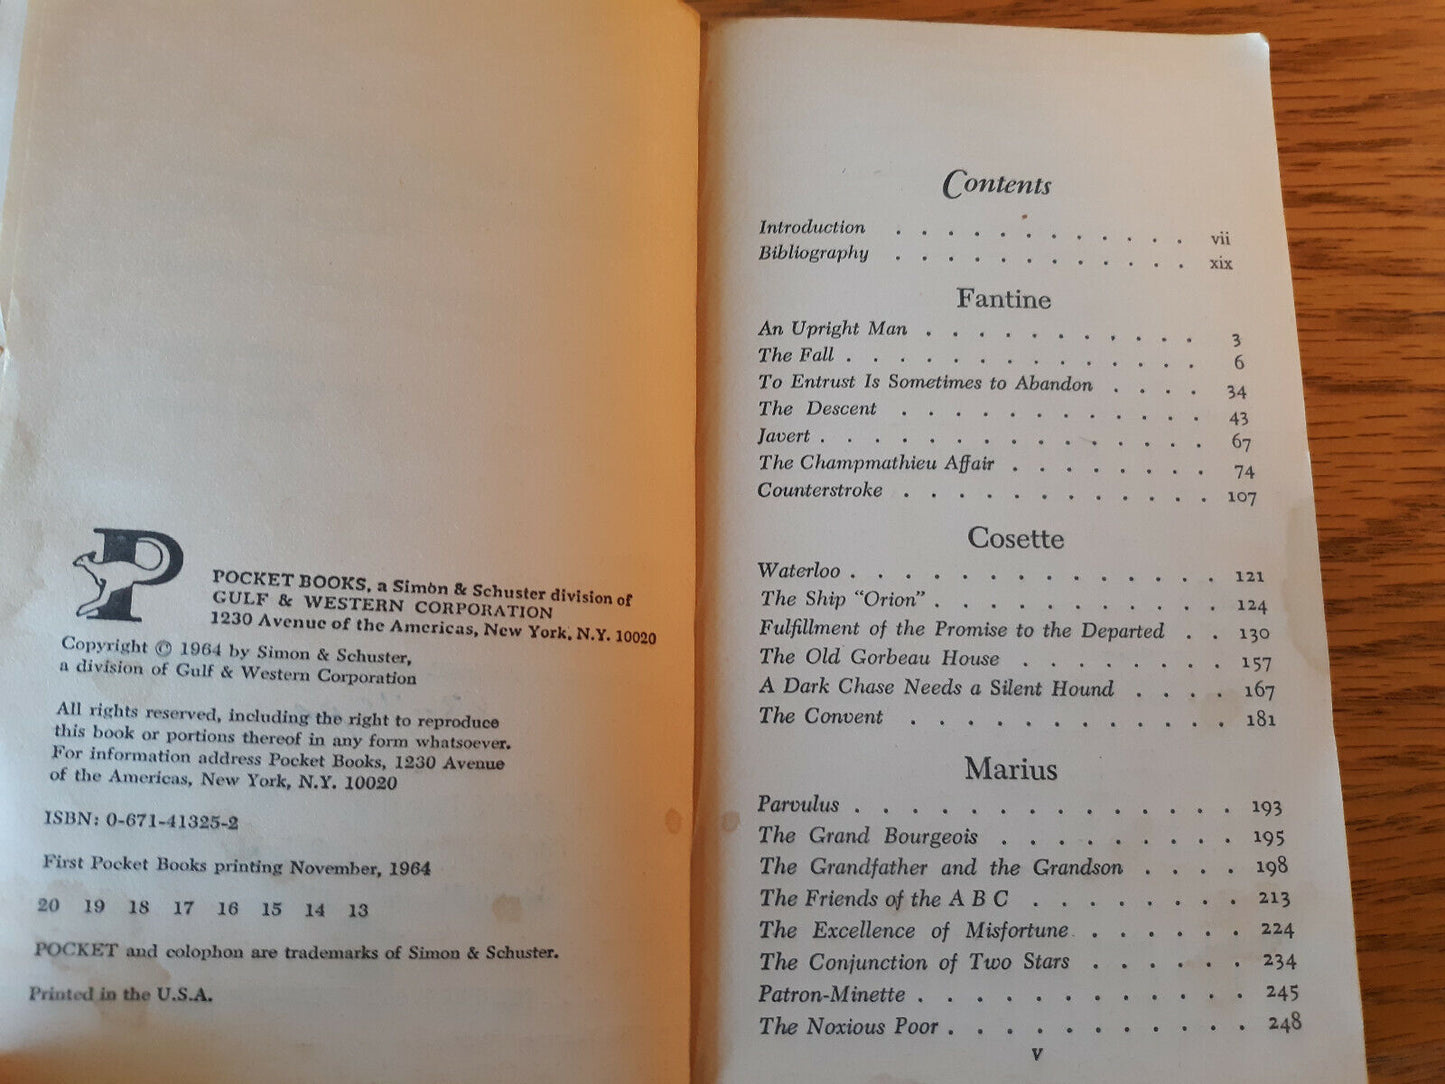 P
POCKET BOOKS, a Simon & Schuster division of
GULF & WESTERN CORPORATION
1230 Avenue of the Americas, New York, N.Y. 10020
Copyright © 1964 by Simon & Schuster,
a division of Gulf & Western Corporation
All rights reserved, including the right to reproduce
this book or portions thereof in any form whatsoever.
For information address Pocket Books, 1230 Avenue
of the Americas, New York, N.Y. 10020
ISBN: 0-671-41325-2
First Pocket Books printing November, 1964
20 19 18 17 16 15 14 13
POCKET and colophon are trademarks of Simon & Schuster.
Printed in the U.S.A.
Contents
Introduction . . . . . . . . . . . . vii
Bibliography . . . . . . . . . . . . xix
Fantine
An Upright Man . . . . . . . . . . . 3
The Fall . . . . . . . . . . . . . . 6
To Entrust Is Sometimes to Abandon . . . . 34
The Descent . . . . . . . . . . . . 43
Javert . . . . . . . . . . . . . . . 67
The Champmathieu Affair . . . . . . . . 74
Counterstroke . . . . . . . . . . . . 107
Cosette
Waterloo . . . . . . . . . . . . . . 121
The Ship "Orion" . . . . . . . . . . . 124
Fulfillment of the Promise to the Departed . . 130
The Old Gorbeau House . . . . . . . . 157
A Dark Chase Needs a Silent Hound . . . . 167
The Convent . . . . . . . . . . . . 181
Marius
Parvulus . . . . . . . . . . . . . . 193
The Grand Bourgeois . . . . . . . . . 195
The Grandfather and the Grandson . . . . 198
The Friends of the A B C . . . . . . . . 213
The Excellence of Misfortune . . . . . . 224
The Conjunction of Two Stars . . . . . . 234
Patron-Minette . . . . . . . . . . . . 245
The Noxious Poor . . . . . . . . . . . 248
v